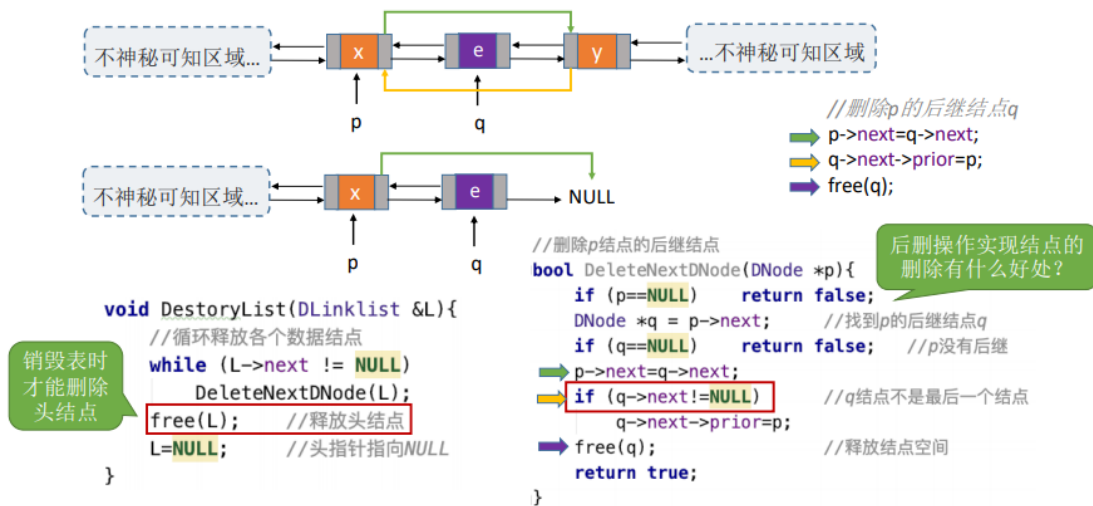 不神秘可知区域...
x
e
y
...不神秘可知区域
p
q
//删除p的后继结点q
p->next=q->next;
q->next->prior=p;
free(q);
不神秘可知区域...
x
e
NULL
p
q
void DestoryList(DLinklist &L){
//循环释放各个数据结点
while (L->next != NULL)
DeleteNextDNode(L);
free(L); //释放头结点
L=NULL; //头指针指向NULL
}
销毁表时
才能删除
头结点
//删除p结点的后继结点
bool DeleteNextDNode(DNode *p){
if (p==NULL) return false;
DNode *q = p->next; //找到p的后继结点q
if (q==NULL) return false; //p没有后继
p->next=q->next;
if (q->next!=NULL) //q结点不是最后一个结点
q->next->prior=p;
free(q); //释放结点空间
return true;
}
后删操作实现结点的
删除有什么好处？